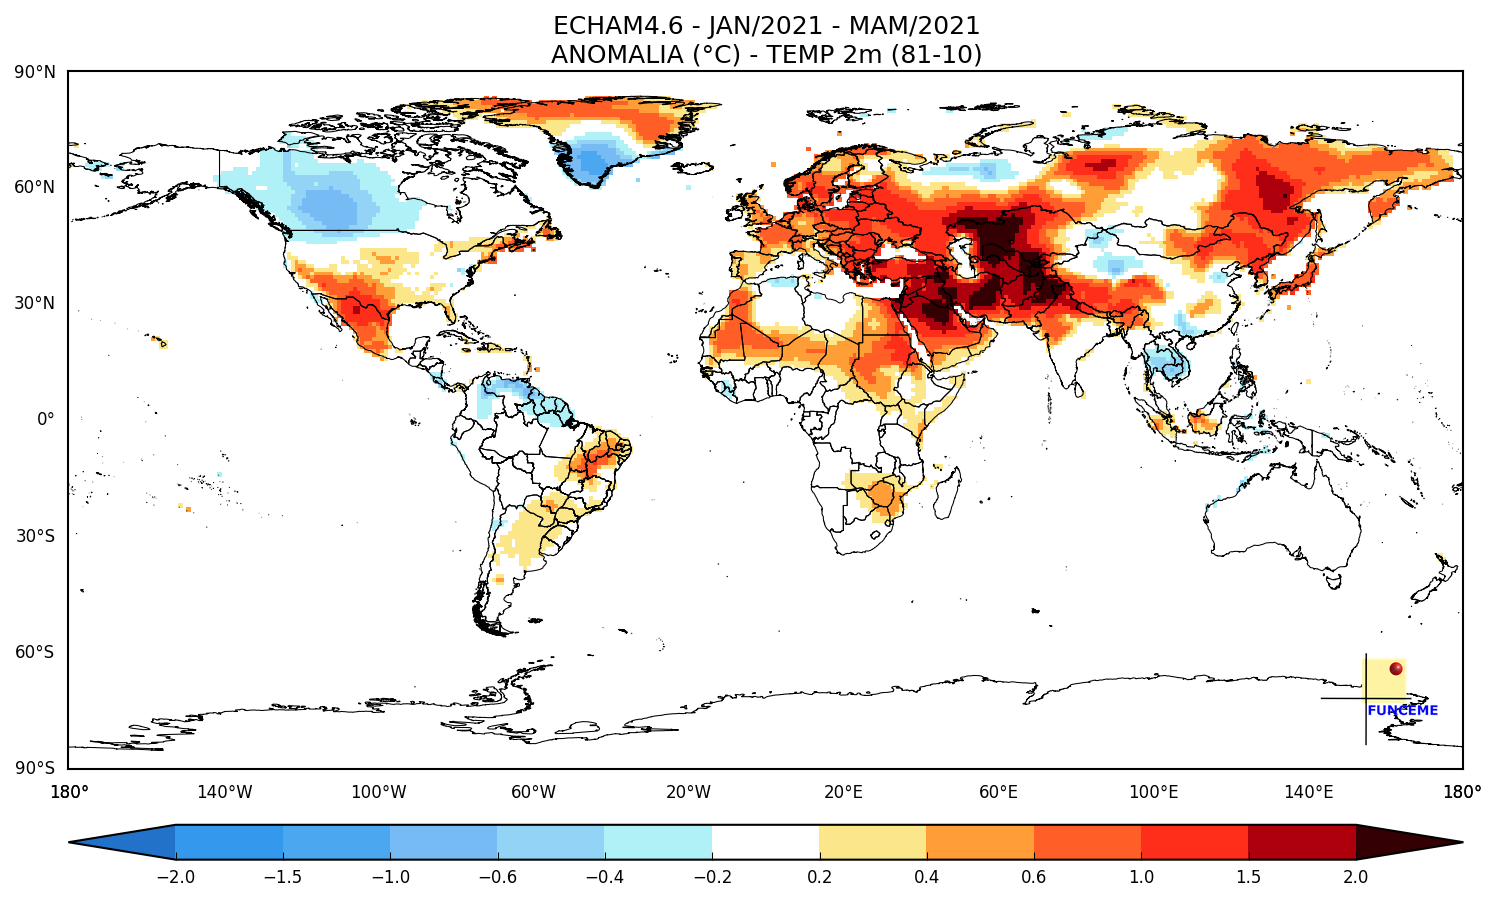 ECHAM4.6 - JAN/2021 - MAM/2021
ANOMALIA (°C) - TEMP 2m (81-10)
90°N
60°N
30°N
0°
30°S
60°S
90°S
FUNCEME
180° 140°W 100°W 60°W 20°W 20°E 60°E 100°E 140°E 180°
−2.0 −1.5 −1.0 −0.6 −0.4 −0.2 0.2 0.4 0.6 1.0 1.5 2.0